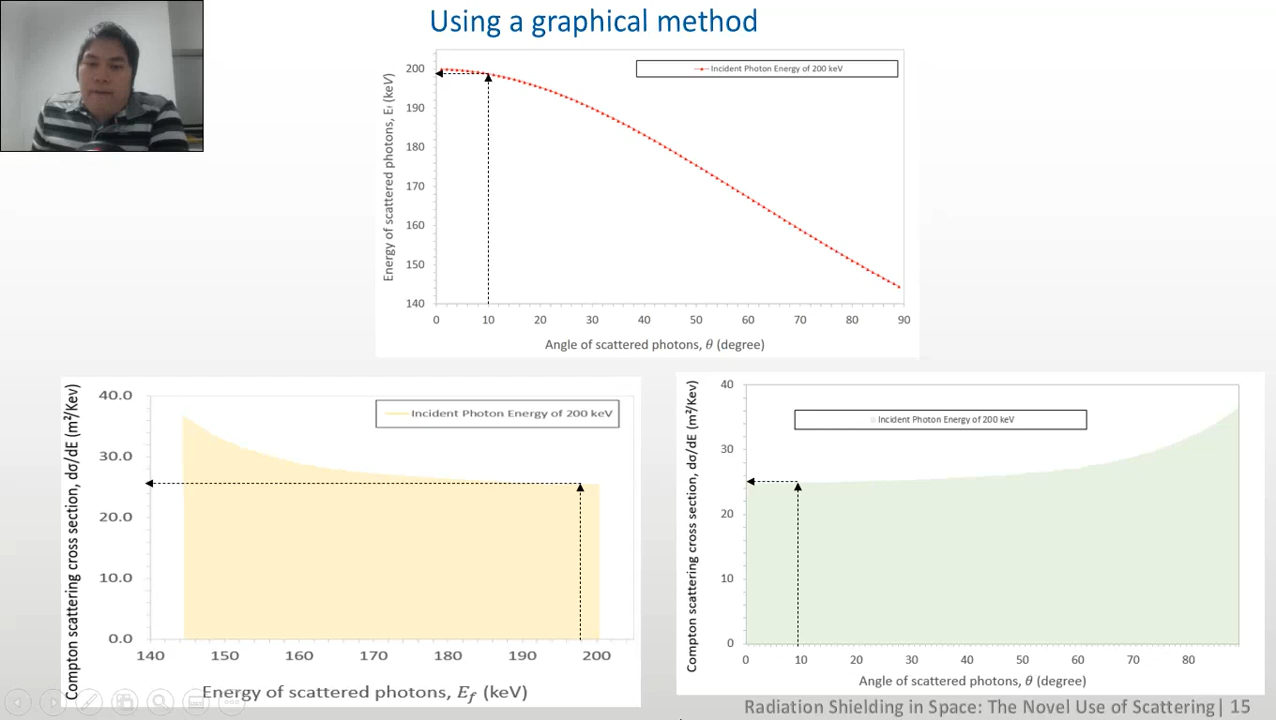 Using a graphical method
Incident Photon Energy of 200 keV
Energy of scattered photons, Ef (keV)
200
190
180
170
160
150
140
0 10 20 30 40 50 60 70 80 90
Angle of scattered photons, θ (degree)
Compton scattering cross section, dσ/dE (m²/Kev)
40.0
30.0
20.0
10.0
0.0
Incident Photon Energy of 200 keV
140 150 160 170 180 190 200
Energy of scattered photons, Ef (keV)
Compton scattering cross section, dσ/dE (m²/Kev)
40
30
20
10
0
Incident Photon Energy of 200 keV
0 10 20 30 40 50 60 70 80
Angle of scattered photons, θ (degree)
Radiation Shielding in Space: The Novel Use of Scattering| 15